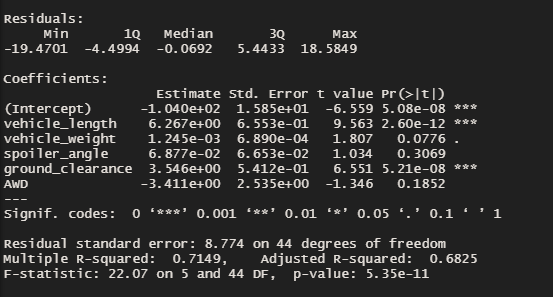 Residuals:
     Min       1Q   Median       3Q      Max
-19.4701  -4.4994  -0.0692   5.4433  18.5849

Coefficients:
                   Estimate Std. Error t value Pr(>|t|)
(Intercept)      -1.040e+02  1.585e+01  -6.559 5.08e-08 ***
vehicle_length    6.267e+00  6.553e-01   9.563 2.60e-12 ***
vehicle_weight    1.245e-03  6.890e-04   1.807   0.0776 .
spoiler_angle     6.877e-02  6.653e-02   1.034   0.3069
ground_clearance  3.546e+00  5.412e-01   6.551 5.21e-08 ***
AWD              -3.411e+00  2.535e+00  -1.346   0.1852
---
Signif. codes:  0 ‘***’ 0.001 ‘**’ 0.01 ‘*’ 0.05 ‘.’ 0.1 ‘ ’ 1

Residual standard error: 8.774 on 44 degrees of freedom
Multiple R-squared:  0.7149,    Adjusted R-squared:  0.6825
F-statistic: 22.07 on 5 and 44 DF,  p-value: 5.35e-11